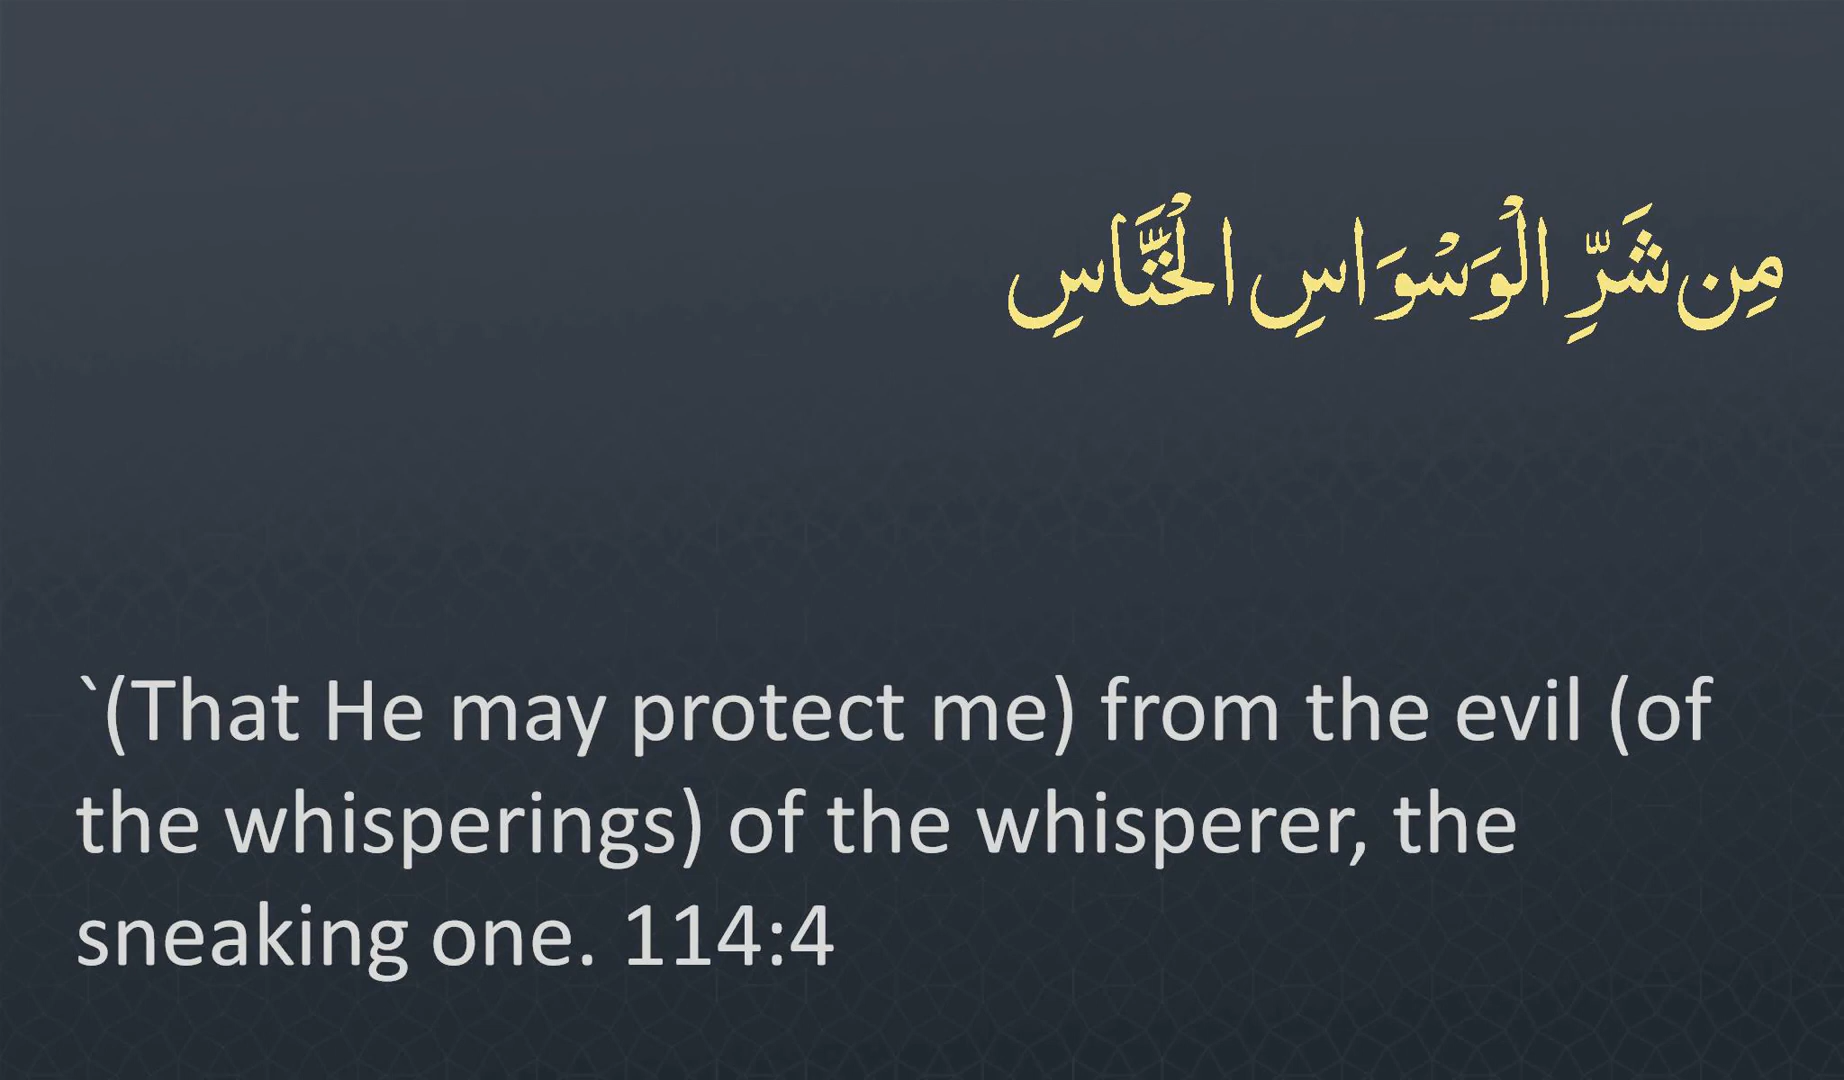 مِن شَرِّ الْوَسْوَاسِ الْخَنَّاسِ
`(That He may protect me) from the evil (of
the whisperings) of the whisperer, the
sneaking one. 114:4